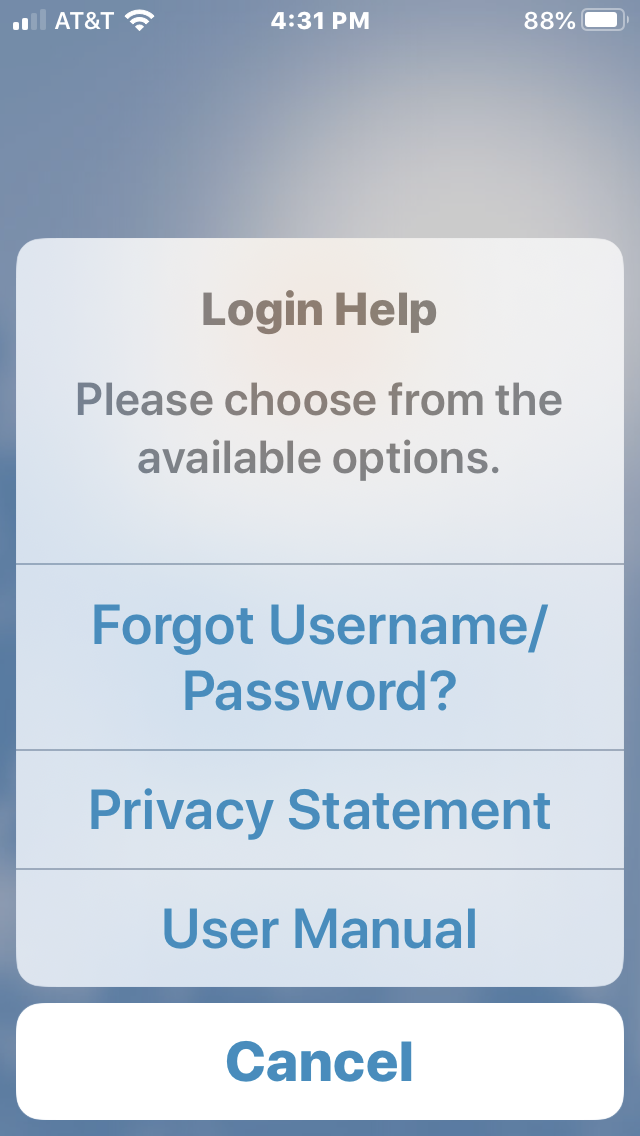 AT&T 4:31 PM 88%
Login Help
Please choose from the
available options.
Forgot Username/
Password?
Privacy Statement
User Manual
Cancel